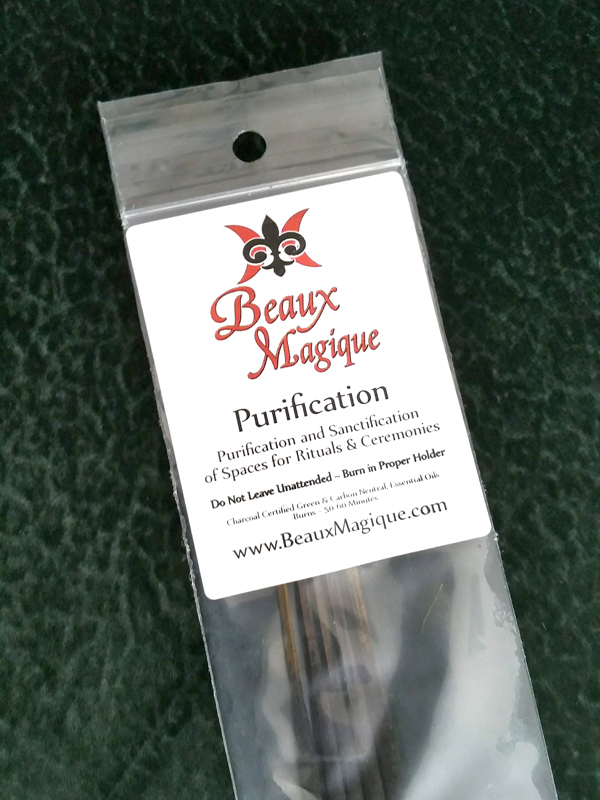 Beaux
Magique
Purification
Purification and Sanctification
of Spaces for Rituals & Ceremonies
Do Not Leave Unattended ~ Burn in Proper Holder
Charcoal Certified Green & Carbon Neutral, Essential Oils
Burns ~ 50-60 Minutes
www.BeauxMagique.com